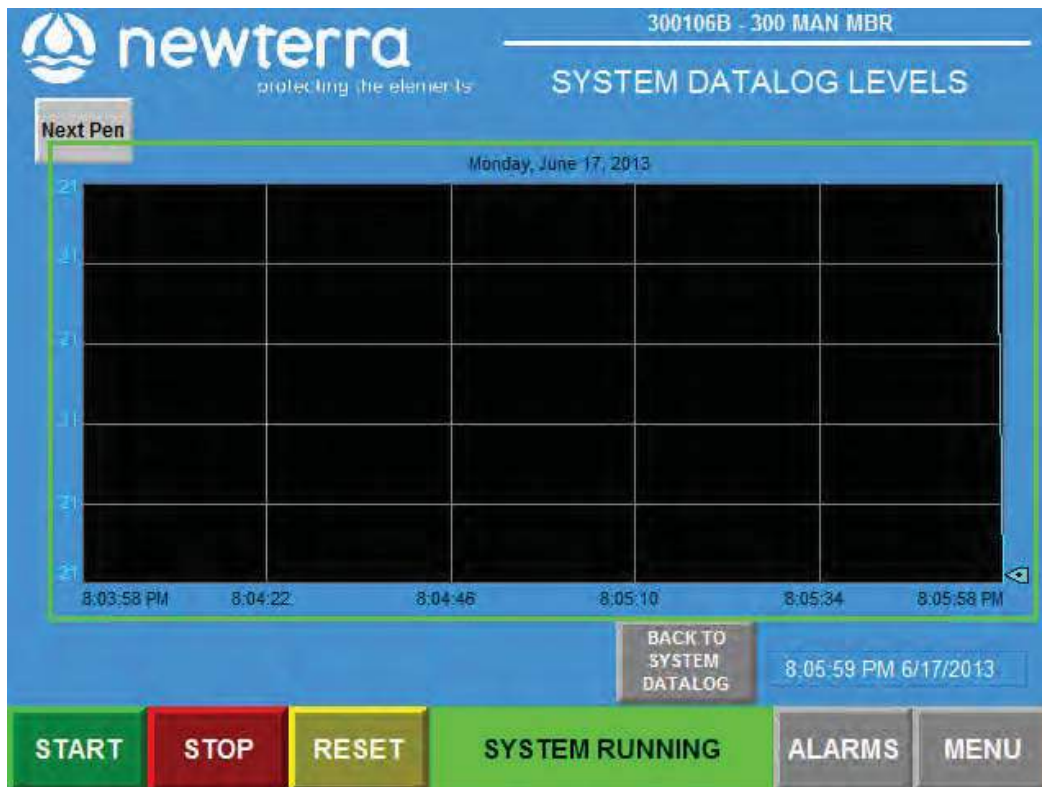 300106B - 300 MAN MBR
newterra
protecting the elements
SYSTEM DATALOG LEVELS
Next Pen
Monday, June 17, 2013
21
21
21
21
21
21
8:03:58 PM 8:04:22 8:04:46 8:05:10 8:05:34 8:05:58 PM
BACK TO
SYSTEM
DATALOG
8:05:59 PM 6/17/2013
START STOP RESET SYSTEM RUNNING ALARMS MENU